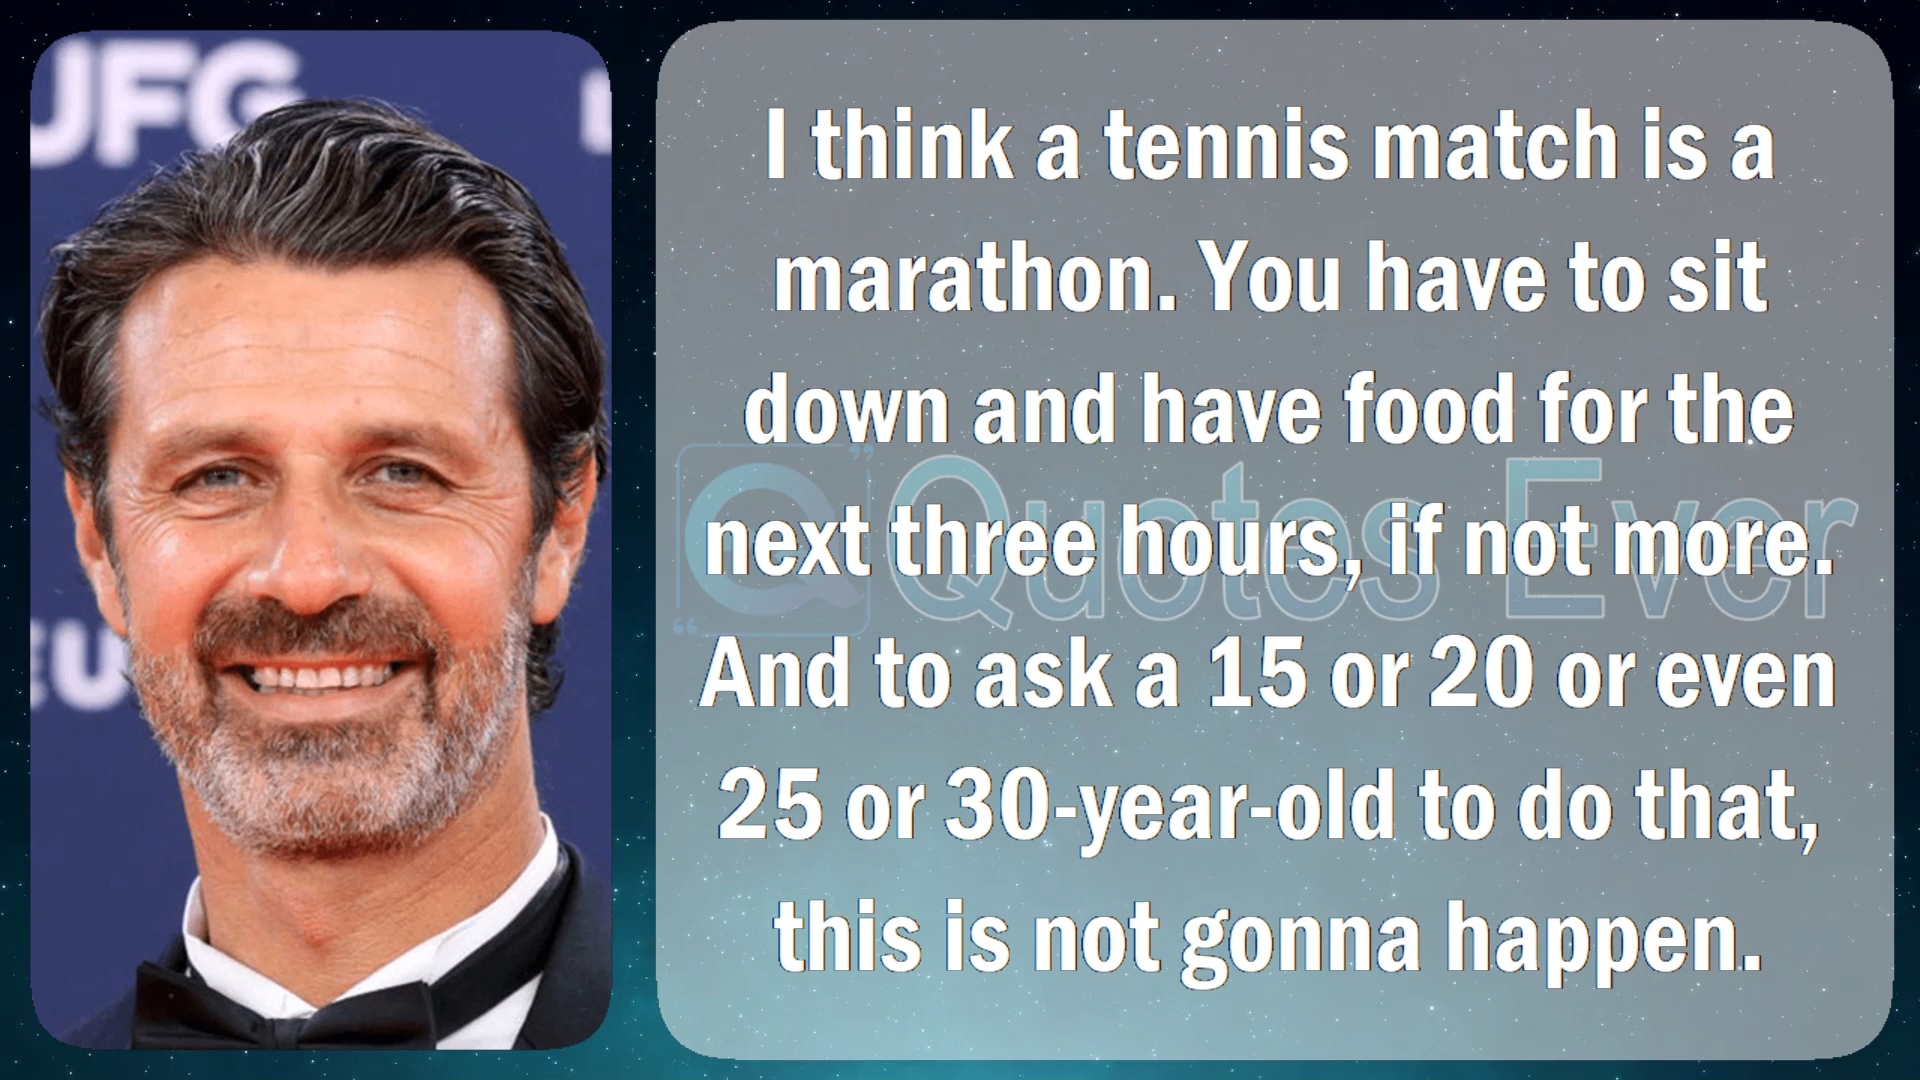 UFG
EU
I think a tennis match is a
marathon. You have to sit
down and have food for the
next three hours, if not more.
Quotes Ever
And to ask a 15 or 20 or even
25 or 30-year-old to do that,
this is not gonna happen.